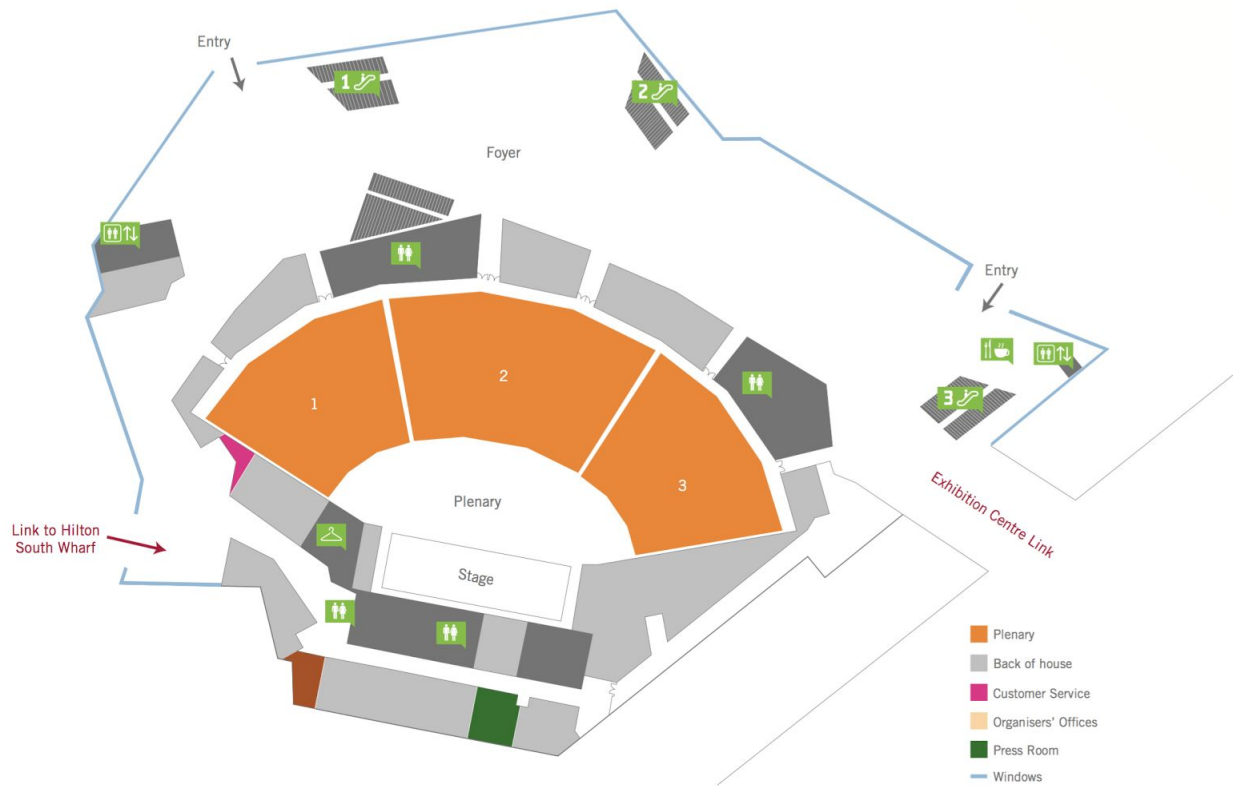 Entry
1
2
Foyer
Entry
2
1
3
3
Plenary
Exhibition Centre Link
Link to Hilton
South Wharf
Stage
Plenary
Back of house
Customer Service
Organisers' Offices
Press Room
Windows